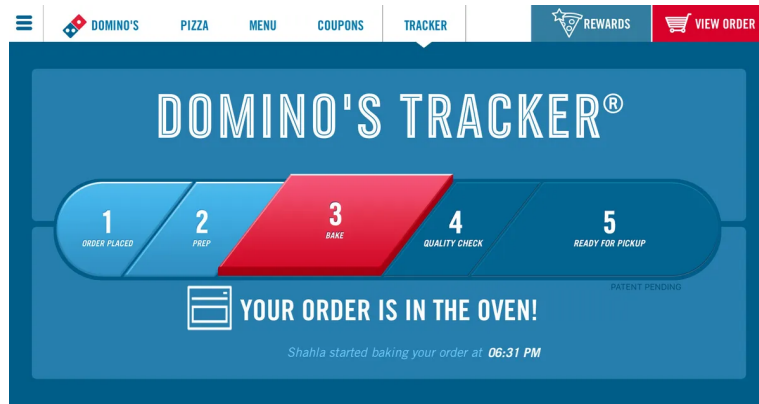 DOMINO'S PIZZA MENU COUPONS TRACKER REWARDS VIEW ORDER
DOMINO'S TRACKER®
1 2 3 4 5
ORDER PLACED PREP BAKE QUALITY CHECK READY FOR PICKUP
PATENT PENDING
YOUR ORDER IS IN THE OVEN!
Shahla started baking your order at 06:31 PM